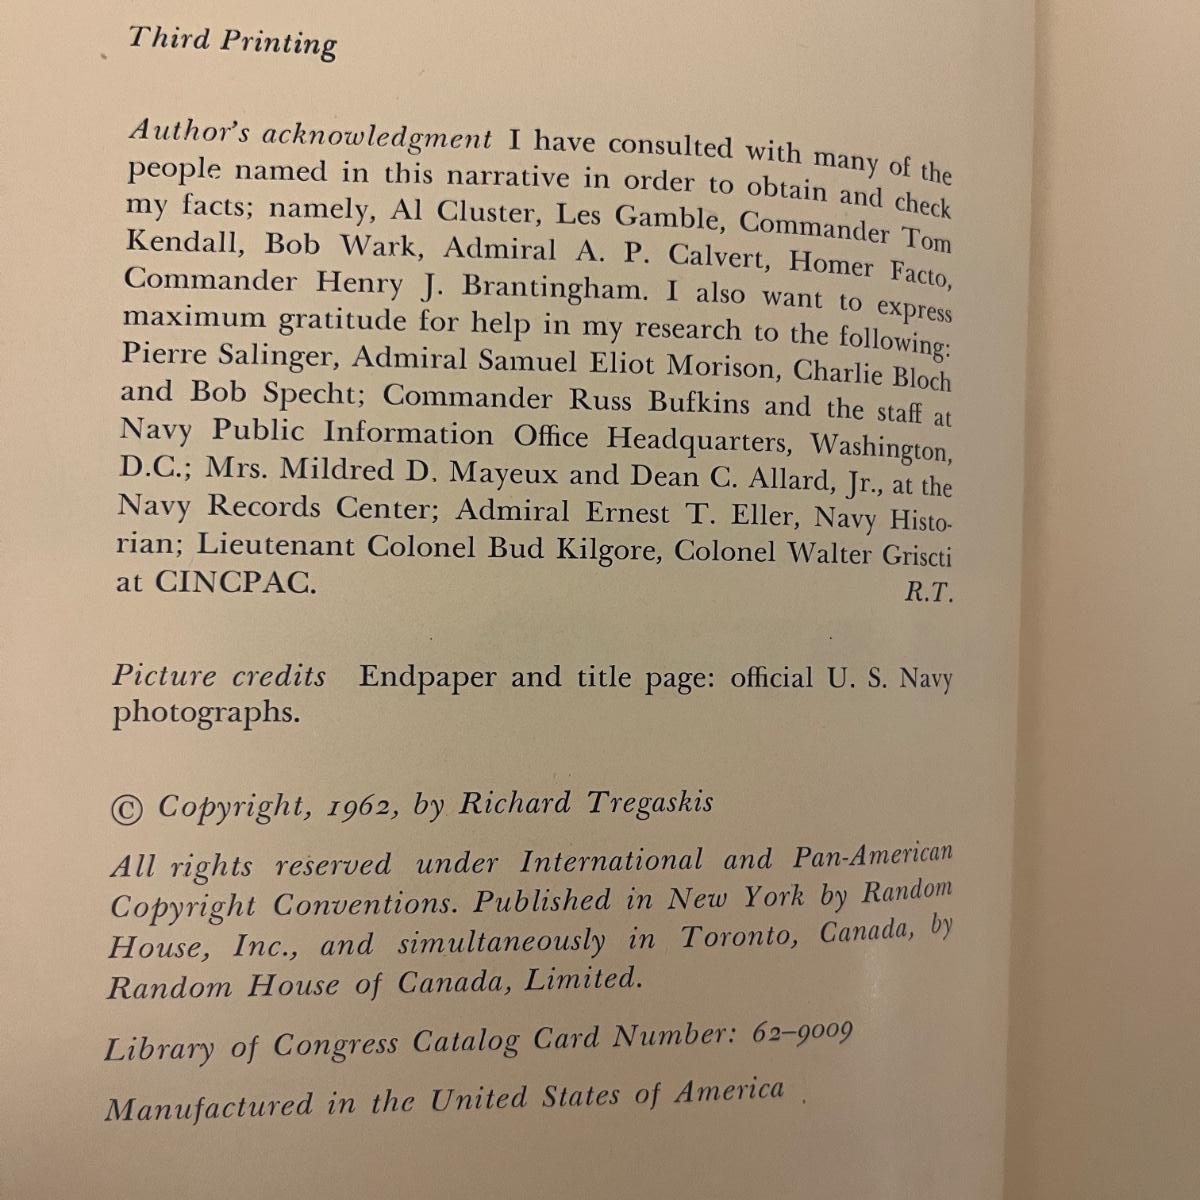 Third Printing
Author's acknowledgment I have consulted with many of the
people named in this narrative in order to obtain and check
my facts; namely, Al Cluster, Les Gamble, Commander Tom
Kendall, Bob Wark, Admiral A. P. Calvert, Homer Facto,
Commander Henry J. Brantingham. I also want to express
maximum gratitude for help in my research to the following:
Pierre Salinger, Admiral Samuel Eliot Morison, Charlie Bloch
and Bob Specht; Commander Russ Bufkins and the staff at
Navy Public Information Office Headquarters, Washington,
D.C.; Mrs. Mildred D. Mayeux and Dean C. Allard, Jr., at the
Navy Records Center; Admiral Ernest T. Eller, Navy Histo-
rian; Lieutenant Colonel Bud Kilgore, Colonel Walter Griscti
at CINCPAC. R.T.
Picture credits Endpaper and title page: official U. S. Navy
photographs.
© Copyright, 1962, by Richard Tregaskis
All rights reserved under International and Pan-American
Copyright Conventions. Published in New York by Random
House, Inc., and simultaneously in Toronto, Canada, by
Random House of Canada, Limited.
Library of Congress Catalog Card Number: 62–9009
Manufactured in the United States of America